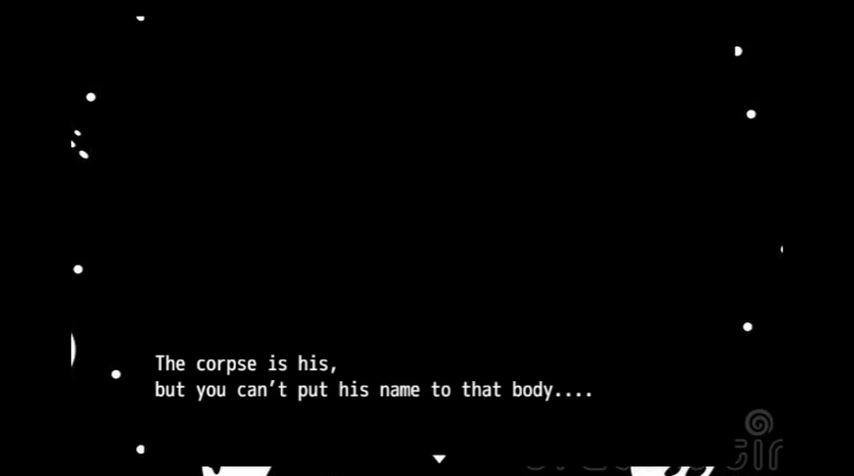 The corpse is his,
but you can’t put his name to that body....